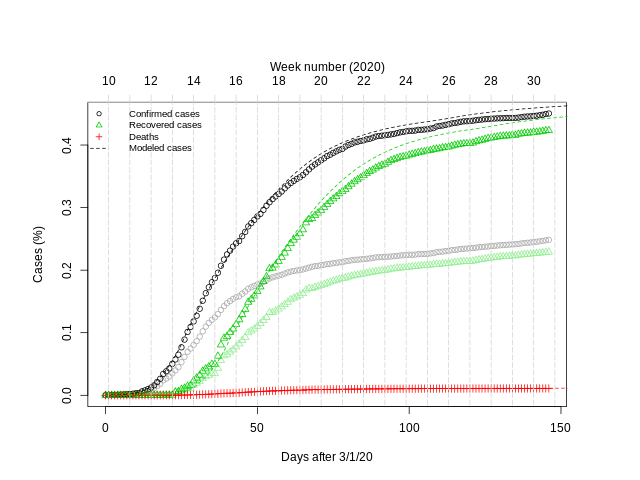 Week number (2020)
10 12 14 16 18 20 22 24 26 28 30
Confirmed cases
Recovered cases
Deaths
Modeled cases
Cases (%)
0.4
0.3
0.2
0.1
0.0
0 50 100 150
Days after 3/1/20